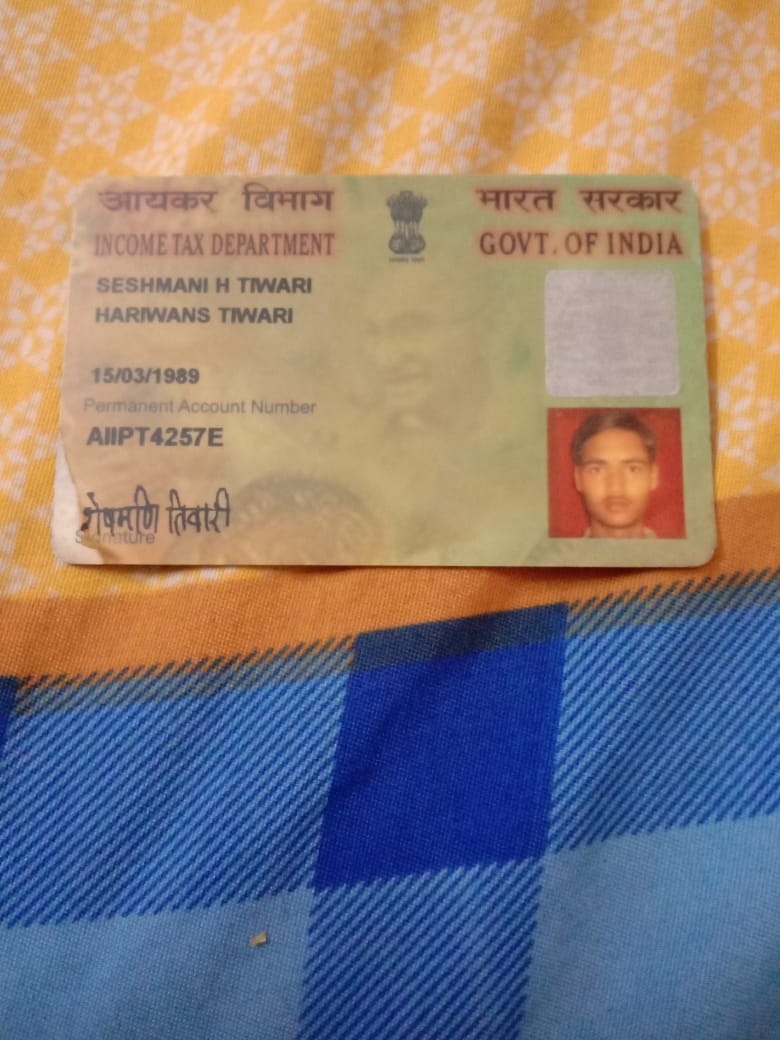 आयकर विभाग
INCOME TAX DEPARTMENT
भारत सरकार
GOVT. OF INDIA
SESHMANI H TIWARI
HARIWANS TIWARI
15/03/1989
Permanent Account Number
AIIPT4257E
शेषमणि तिवारी
Signature